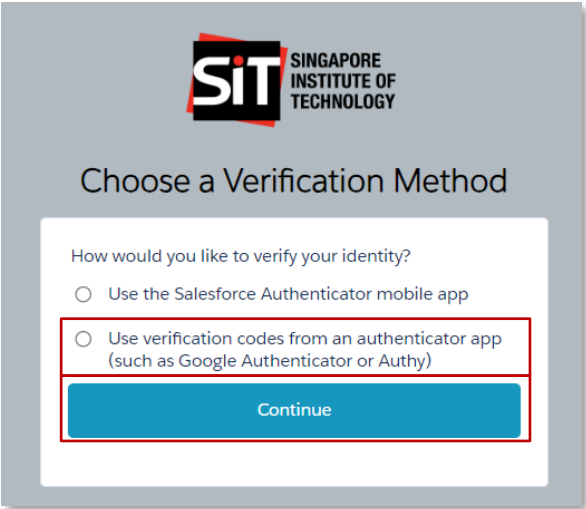 SiT
SINGAPORE
INSTITUTE OF
TECHNOLOGY
Choose a Verification Method
How would you like to verify your identity?
Use the Salesforce Authenticator mobile app
Use verification codes from an authenticator app
(such as Google Authenticator or Authy)
Continue